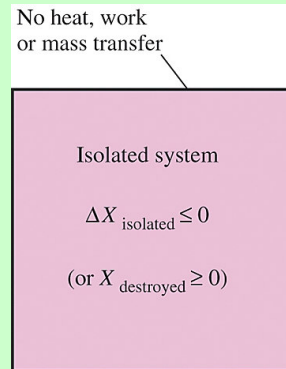 No heat, work
or mass transfer
Isolated system
ΔX isolated ≤ 0
(or X destroyed ≥ 0)